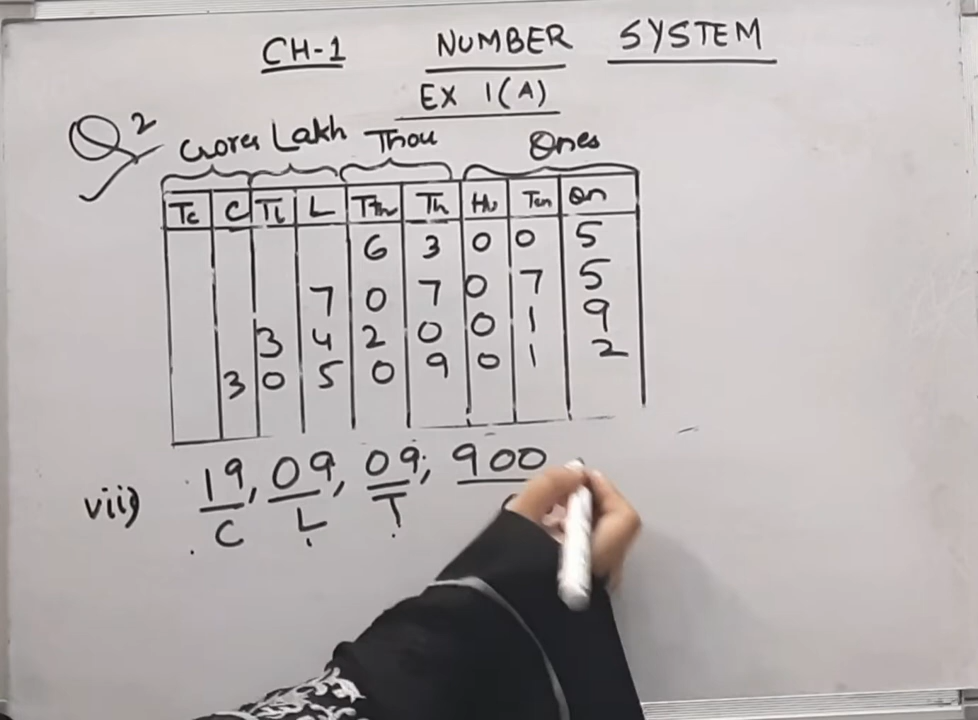 CH-1 NUMBER SYSTEM
EX 1(A)
Q2
Crores Lakh Thou Ones
Tc C TL L Tth Th Hu Ten On
6 3 0 0 5
7 0 7 0 7 5
3 4 2 0 0 1 9
3 0 5 0 9 0 1 2
vii) 19, 09, 09, 900
C L T